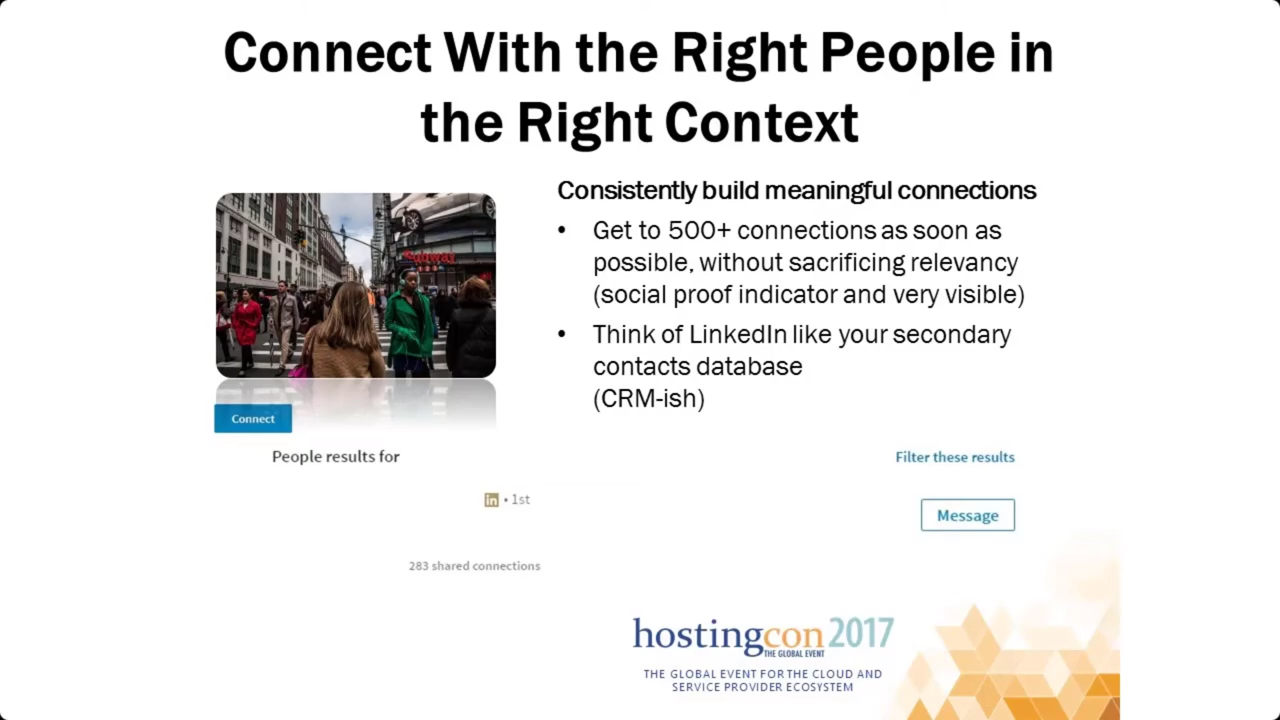 Connect With the Right People in
the Right Context
Consistently build meaningful connections
• Get to 500+ connections as soon as
possible, without sacrificing relevancy
(social proof indicator and very visible)
• Think of LinkedIn like your secondary
contacts database
(CRM-ish)
Subway
Connect
People results for
Filter these results
in • 1st
Message
283 shared connections
hostingcon 2017
THE GLOBAL EVENT
THE GLOBAL EVENT FOR THE CLOUD AND
SERVICE PROVIDER ECOSYSTEM